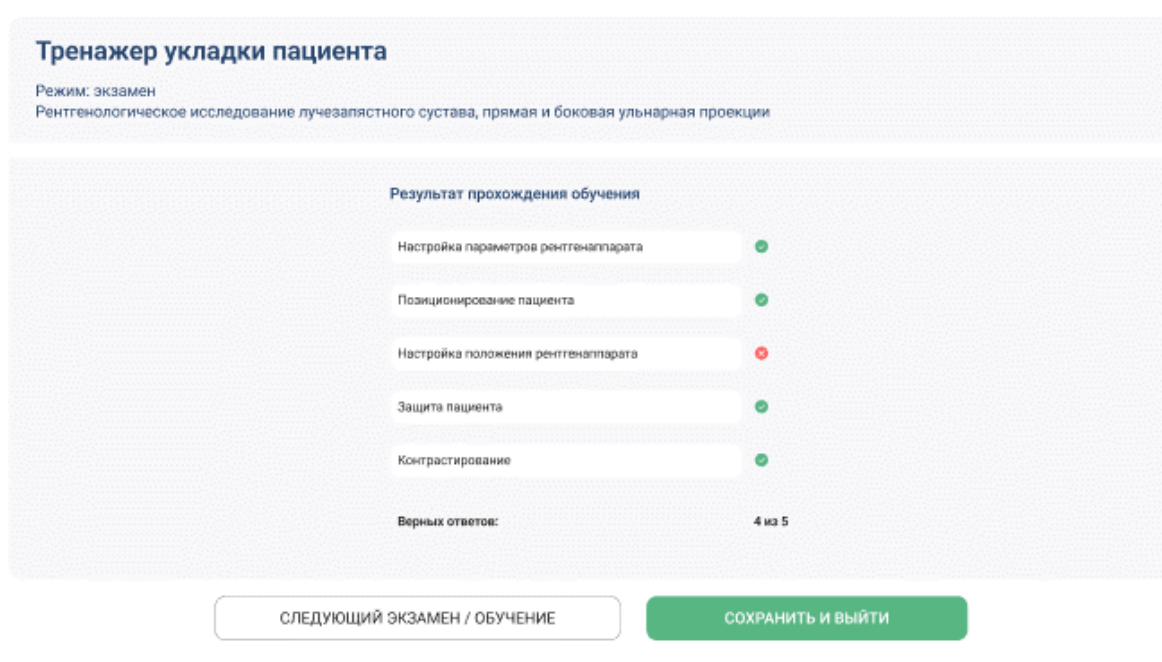 Тренажер укладки пациента
Режим: экзамен
Рентгенологическое исследование лучезапястного сустава, прямая и боковая ульнарная проекции
Результат прохождения обучения
Настройка параметров рентгенаппарата
Позиционирование пациента
Настройка положения рентгенаппарата
Защита пациента
Контрастирование
Верных ответов: 4 из 5
СЛЕДУЮЩИЙ ЭКЗАМЕН / ОБУЧЕНИЕ СОХРАНИТЬ И ВЫЙТИ